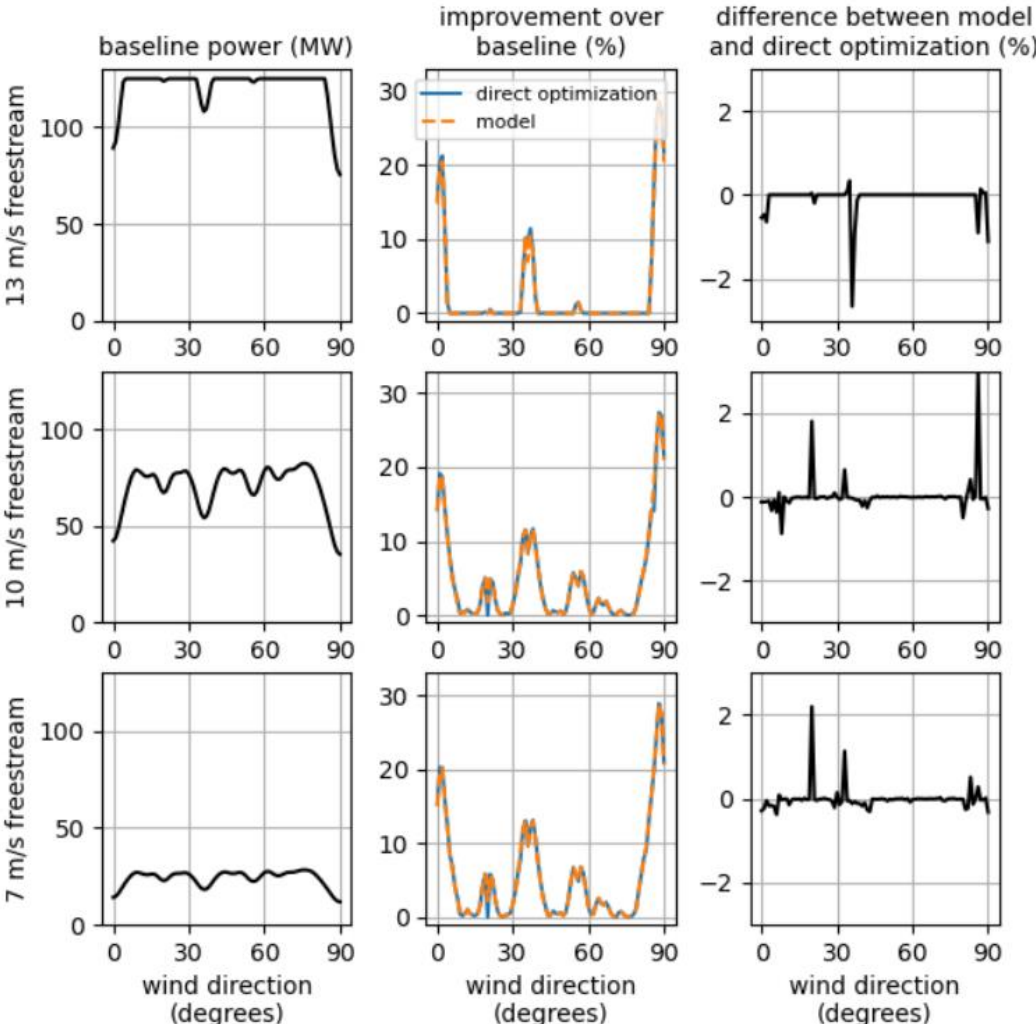 baseline power (MW)
improvement over
baseline (%)
difference between model
and direct optimization (%)
13 m/s freestream
100
50
0
0 30 60 90
30
20
10
0
direct optimization
model
0 30 60 90
2
0
−2
0 30 60 90
10 m/s freestream
100
50
0
0 30 60 90
30
20
10
0
0 30 60 90
2
0
−2
0 30 60 90
7 m/s freestream
100
50
0
0 30 60 90
wind direction
(degrees)
30
20
10
0
0 30 60 90
wind direction
(degrees)
2
0
−2
0 30 60 90
wind direction
(degrees)